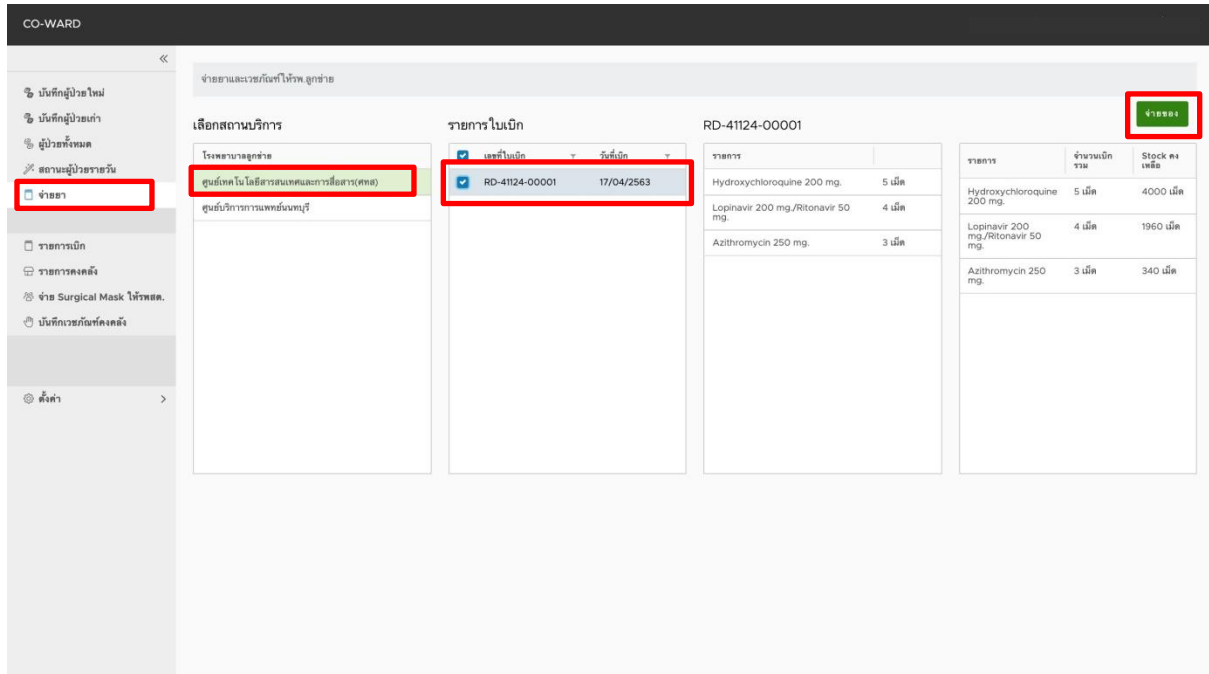 CO-WARD
«
บันทึกผู้ป่วยใหม่
บันทึกผู้ป่วยเก่า
ผู้ป่วยทั้งหมด
สถานะผู้ป่วยรายวัน
จ่ายยา
รายการเบิก
รายการคงคลัง
จ่าย Surgical Mask ให้รพสต.
บันทึกเวชภัณฑ์คงคลัง
ตั้งค่า >
จ่ายยาและเวชภัณฑ์ให้รพ.ลูกข่าย
จ่ายของ
เลือกสถานบริการ
โรงพยาบาลลูกข่าย
ศูนย์เทคโนโลยีสารสนเทศและการสื่อสาร(ศทส)
ศูนย์บริการการแพทย์นนทบุรี
รายการใบเบิก
เลขที่ใบเบิก วันที่เบิก
RD-41124-00001 17/04/2563
RD-41124-00001
รายการ
Hydroxychloroquine 200 mg. 5 เม็ด
Lopinavir 200 mg./Ritonavir 50 4 เม็ด
mg.
Azithromycin 250 mg. 3 เม็ด
รายการ จำนวนเบิก Stock คง
รวม เหลือ
Hydroxychloroquine 5 เม็ด 4000 เม็ด
200 mg.
Lopinavir 200 4 เม็ด 1960 เม็ด
mg./Ritonavir 50
mg.
Azithromycin 250 3 เม็ด 340 เม็ด
mg.